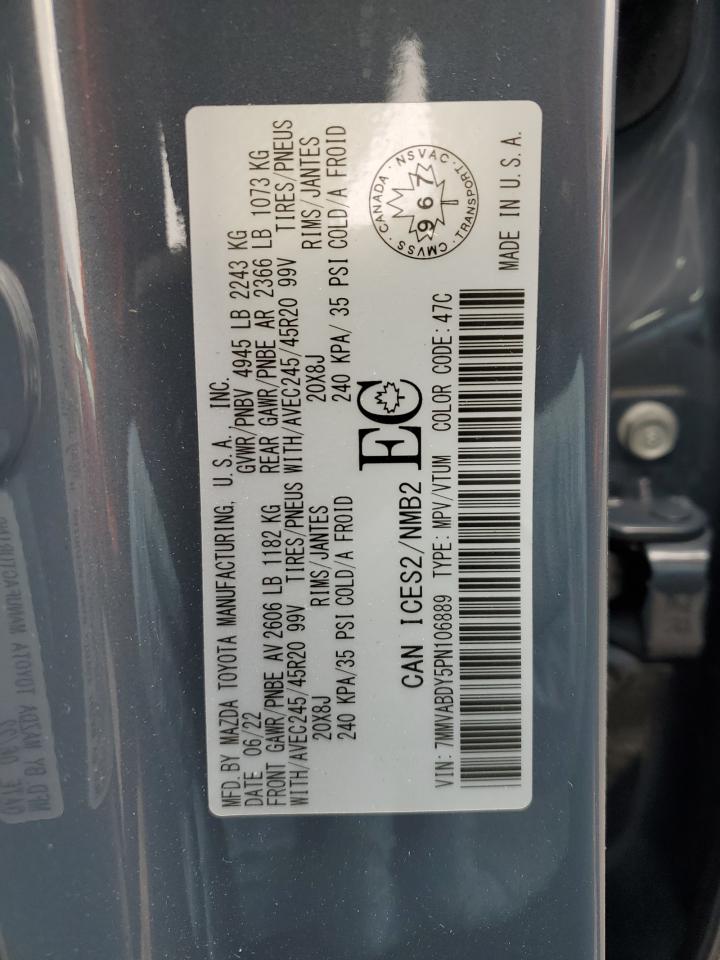 MFD.BY MAZDA TOYOTA MANUFACTURING, U.S.A. INC.
DATE 06/22 GVWR/PNBV 4945 LB 2243 KG
FRONT GAWR/PNBE AV 2606 LB 1182 KG REAR GAWR/PNBE AR 2366 LB 1073 KG
WITH/AVEC245/45R20 99V TIRES/PNEUS WITH/AVEC245/45R20 99V TIRES/PNEUS
20X8J RIMS/JANTES 20X8J RIMS/JANTES
240 KPA/35 PSI COLD/A FROID 240 KPA/ 35 PSI COLD/A FROID
CAN ICES2/NMB2 EC
CANADA · NSVAC · TRANSPORT · CMVSS ·
967
VIN: 7MMVABDY5PN106889 TYPE: MPV/VTUM COLOR CODE: 47C
MADE IN U.S.A.